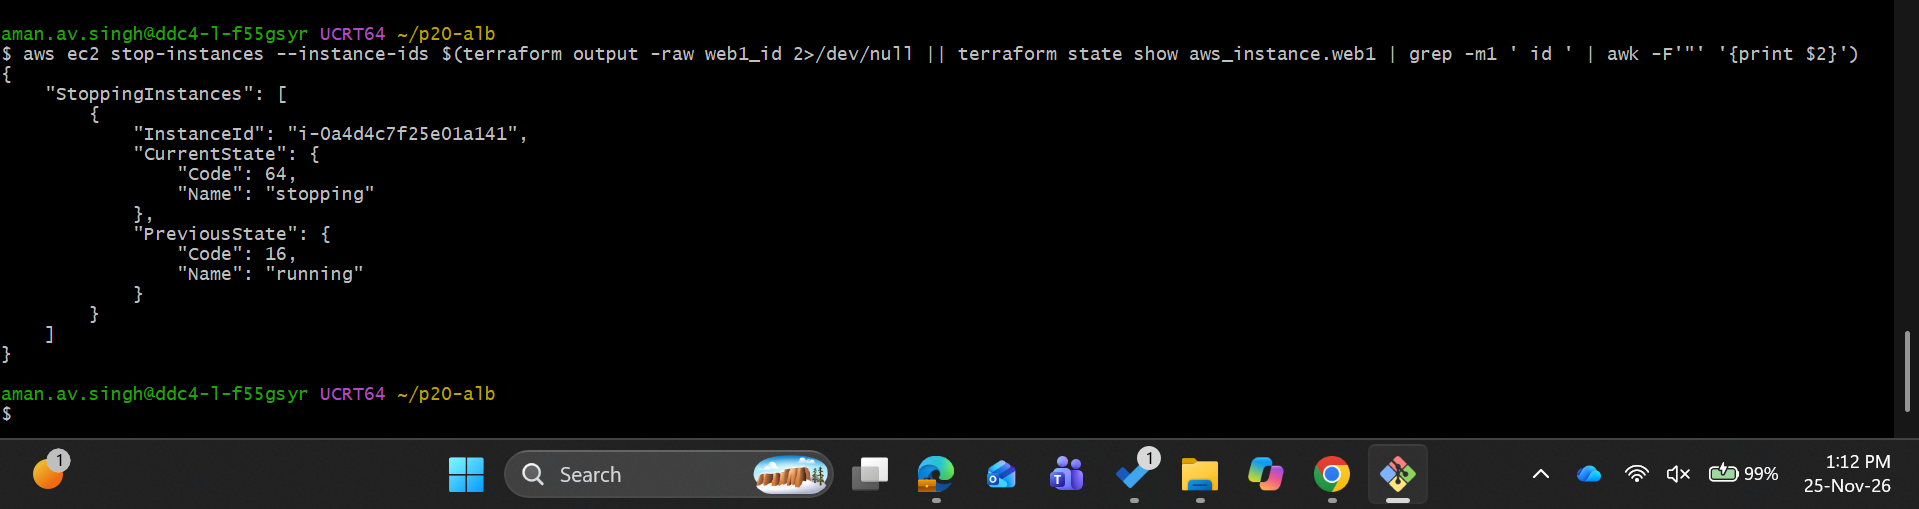 aman.av.singh@ddc4-l-f55gsyr UCRT64 ~/p20-alb
$ aws ec2 stop-instances --instance-ids $(terraform output -raw web1_id 2>/dev/null || terraform state show aws_instance.web1 | grep -m1 ' id ' | awk -F'"' '{print $2}')
{
    "StoppingInstances": [
        {
            "InstanceId": "i-0a4d4c7f25e01a141",
            "CurrentState": {
                "Code": 64,
                "Name": "stopping"
            },
            "PreviousState": {
                "Code": 16,
                "Name": "running"
            }
        }
    ]
}
aman.av.singh@ddc4-l-f55gsyr UCRT64 ~/p20-alb
$
1
Search
1
99%
1:12 PM
25-Nov-26